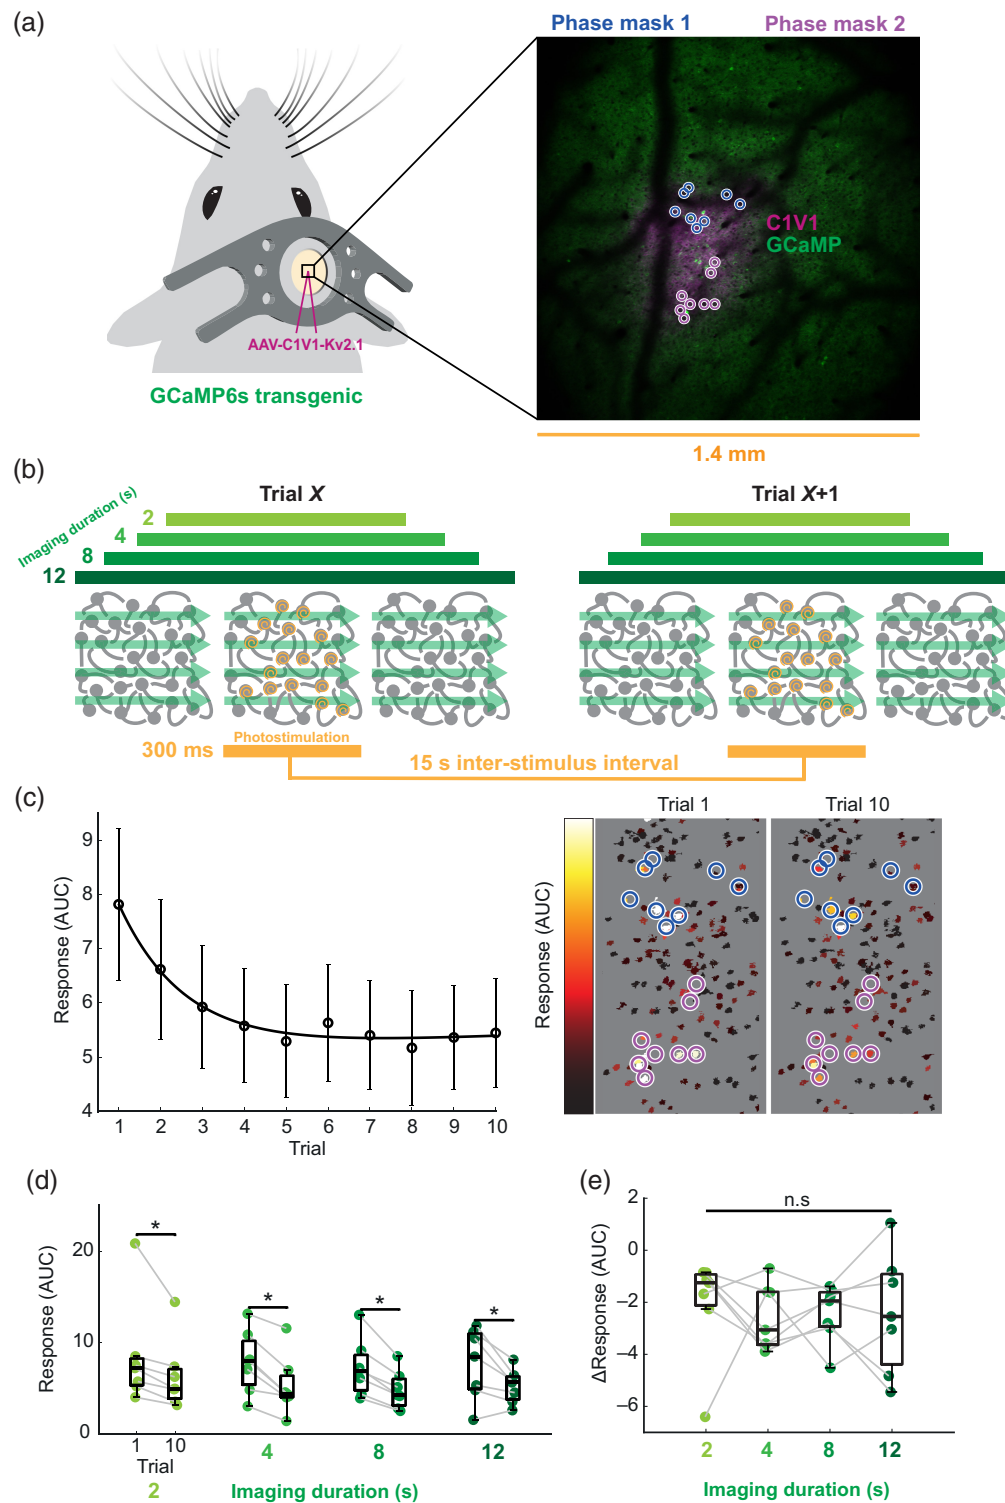 (a)
Phase mask 1 Phase mask 2
C1V1
GCaMP
AAV-C1V1-Kv2.1
GCaMP6s transgenic
1.4 mm
(b)
Imaging duration (s)
Trial X Trial X+1
2
4
8
12
Photostimulation
300 ms
15 s inter-stimulus interval
(c)
Trial 1 Trial 10
Response (AUC)
9
8
7
6
5
4
1 2 3 4 5 6 7 8 9 10
Trial
Response (AUC)
(d)
Response (AUC)
20
10
0
* * * *
1 10
Trial
2 4 8 12
Imaging duration (s)
(e)
n.s
ΔResponse (AUC)
2
0
−2
−4
−6
2 4 8 12
Imaging duration (s)